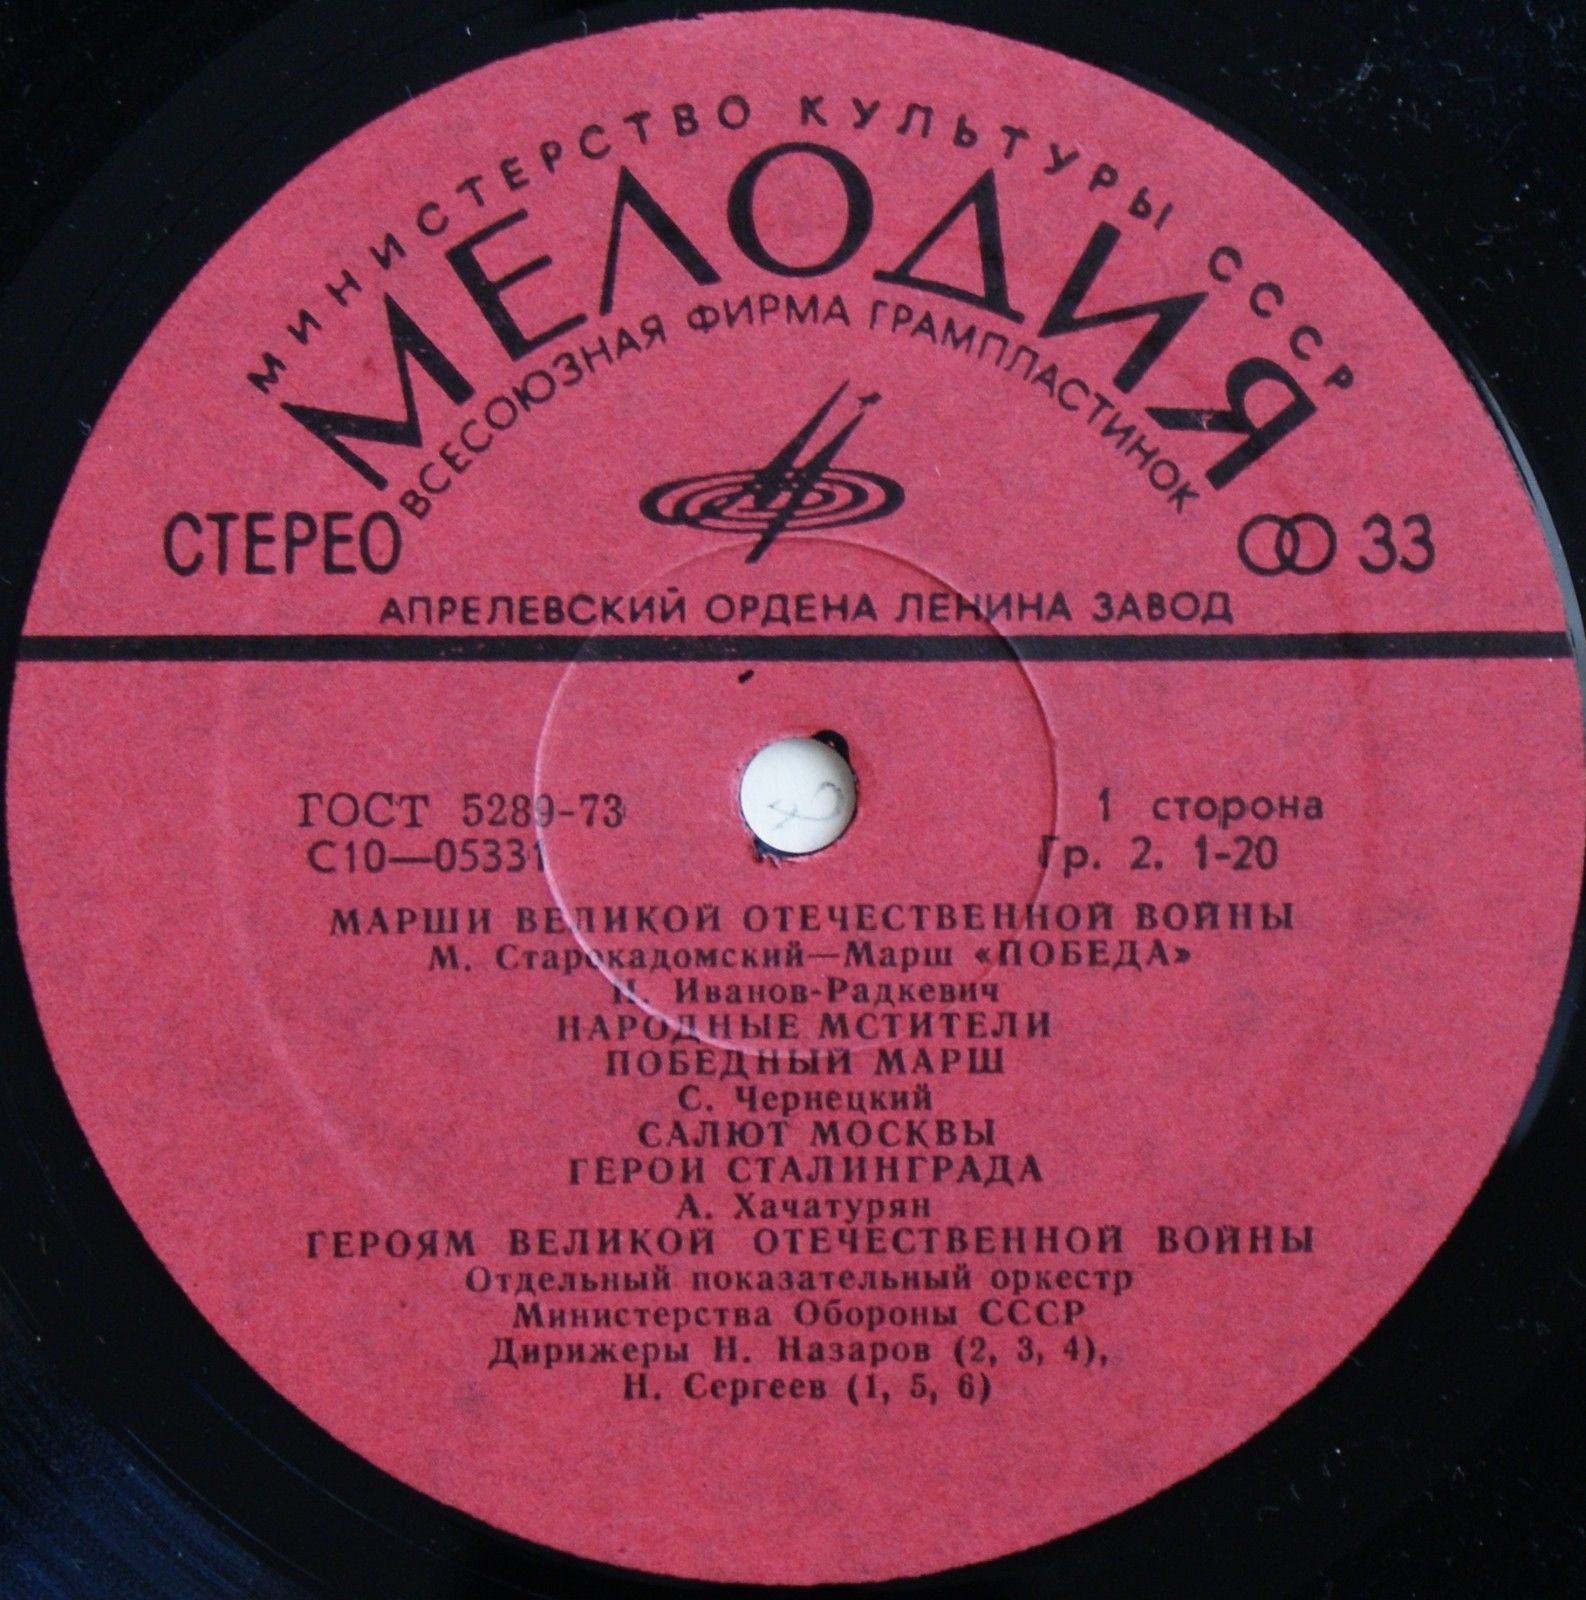 МИНИСТЕРСТВО КУЛЬТУРЫ СССР
МЕЛОДИЯ
ВСЕСОЮЗНАЯ ФИРМА ГРАМПЛАСТИНОК
СТЕРЕО
33
АПРЕЛЕВСКИЙ ОРДЕНА ЛЕНИНА ЗАВОД
ГОСТ 5289-73
1 сторона
С10—05331
Гр. 2. 1-20
МАРШИ ВЕЛИКОЙ ОТЕЧЕСТВЕННОЙ ВОЙНЫ
М. Старокадомский—Марш «ПОБЕДА»
Н. Иванов-Радкевич
НАРОДНЫЕ МСТИТЕЛИ
ПОБЕДНЫЙ МАРШ
С. Чернецкий
САЛЮТ МОСКВЫ
ГЕРОИ СТАЛИНГРАДА
А. Хачатурян
ГЕРОЯМ ВЕЛИКОЙ ОТЕЧЕСТВЕННОЙ ВОЙНЫ
Отдельный показательный оркестр
Министерства Обороны СССР
Дирижеры Н. Назаров (2, 3, 4),
Н. Сергеев (1, 5, 6)